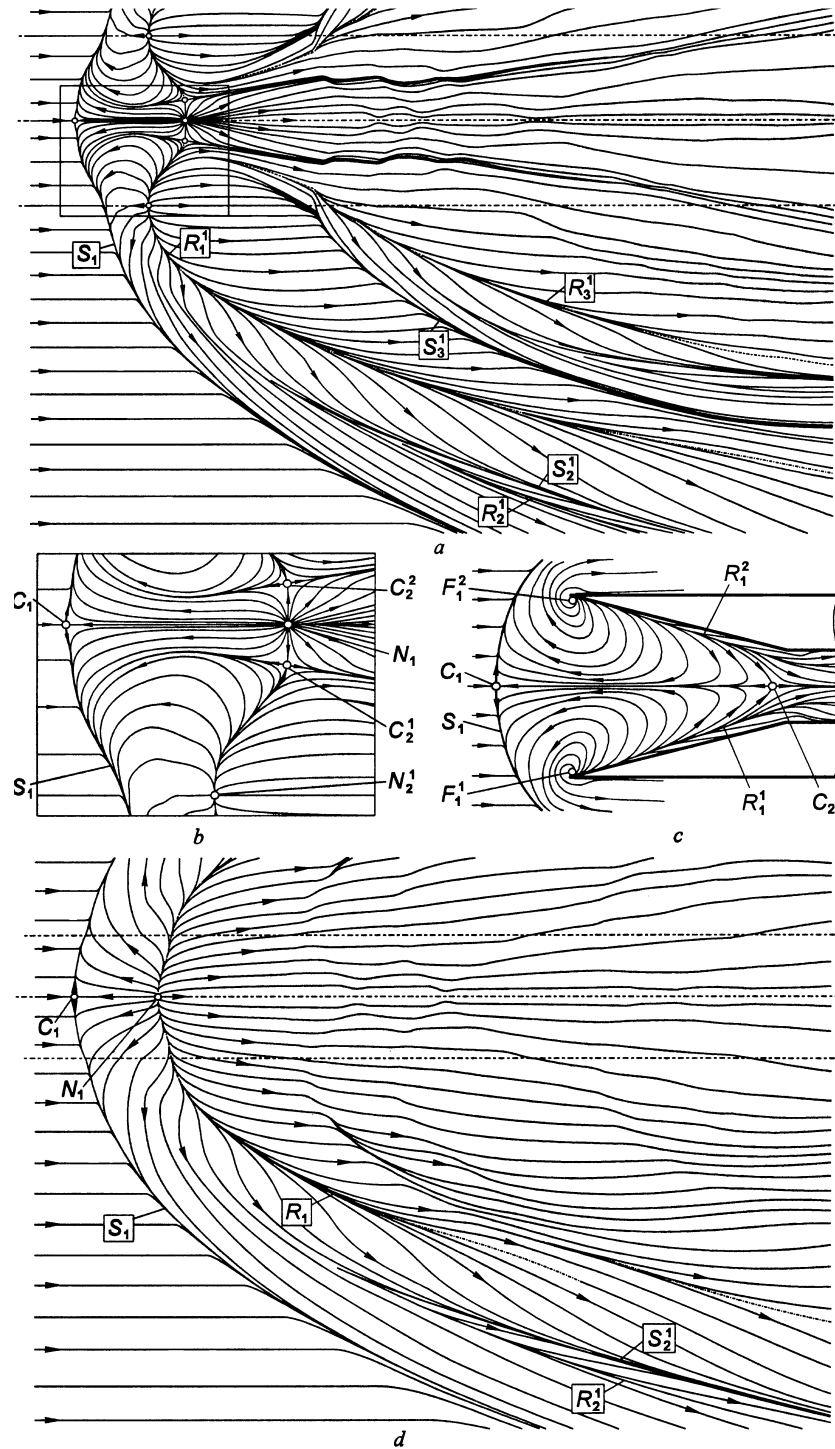 S₁
R₁¹
R₃¹
S₃¹
S₂¹
R₂¹
a
C₁
C₂²
N₁
C₂¹
S₁
N₂¹
b
F₁²
R₁²
C₁
S₁
F₁¹
R₁¹
C₂
c
C₁
N₁
R₁
S₁
S₂¹
R₂¹
d